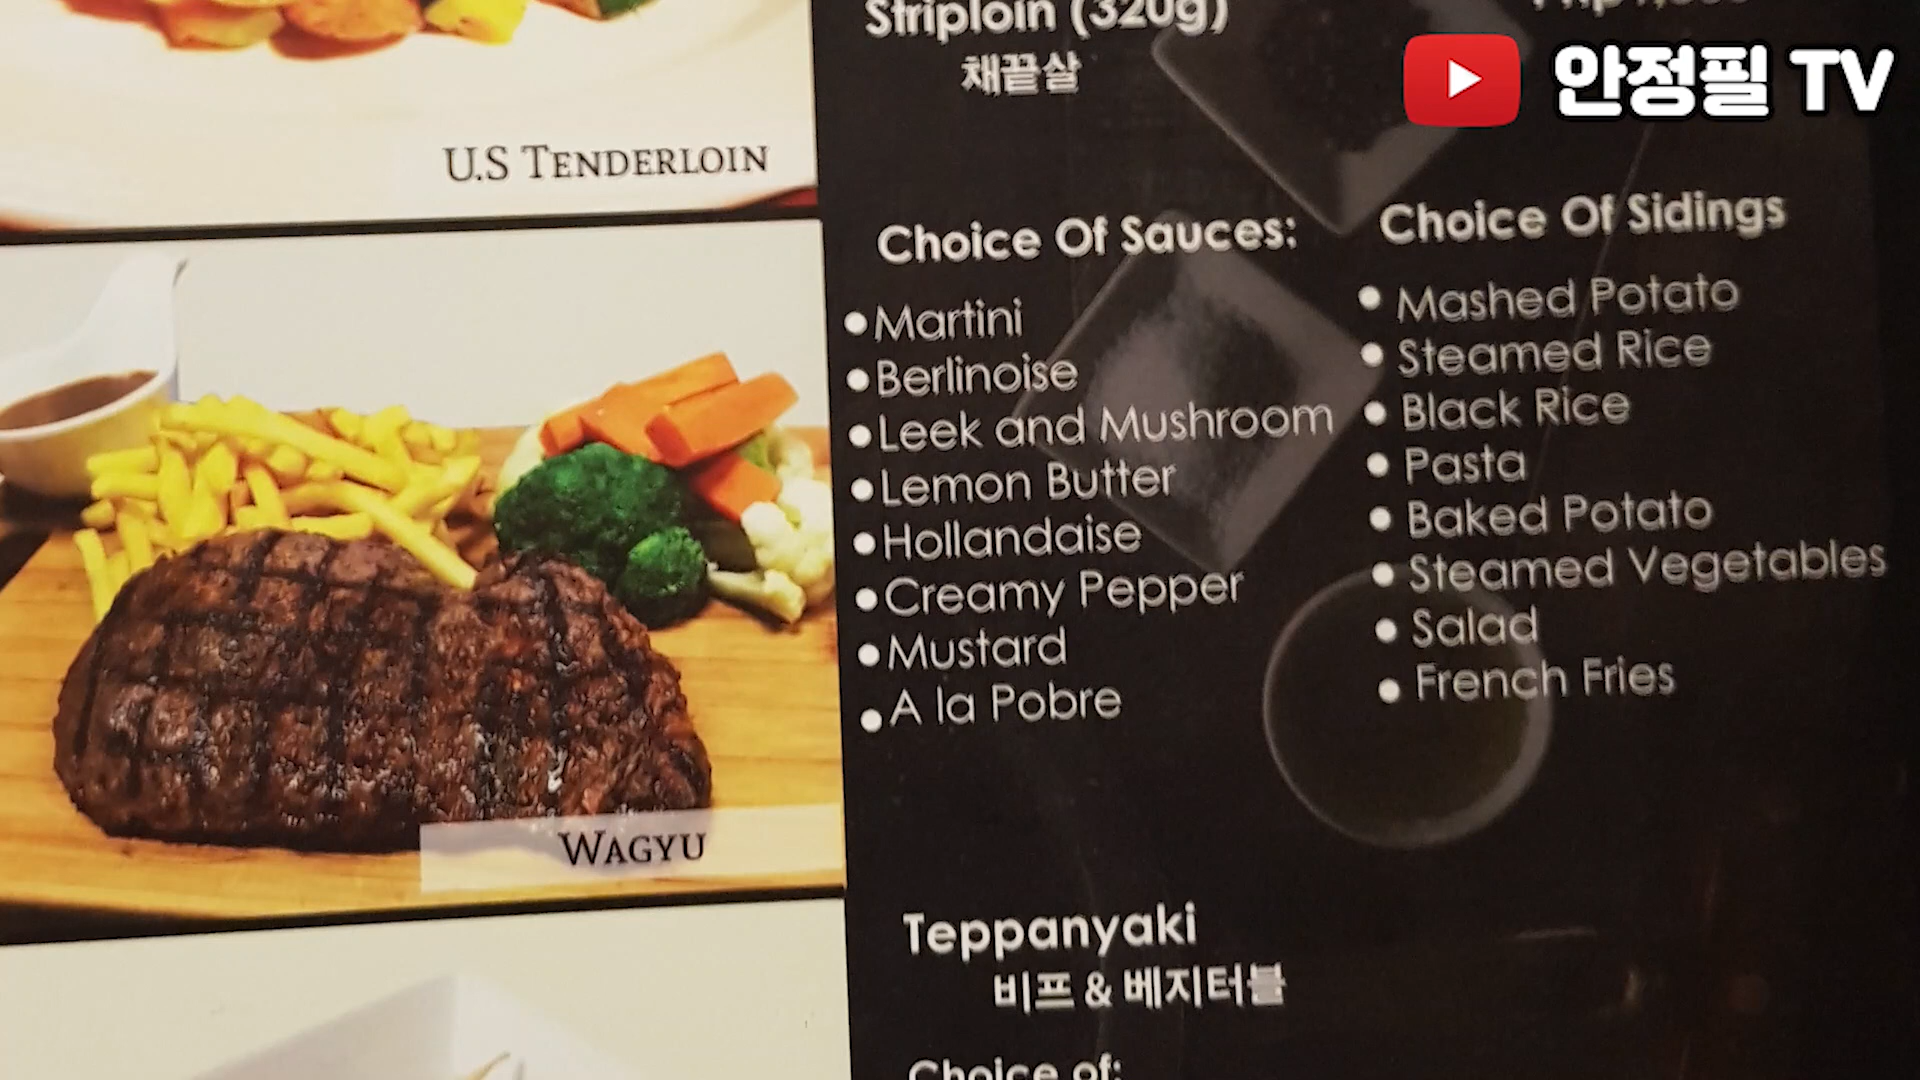 Striploin (320g)
채끝살
안정필 TV
U.S TENDERLOIN
Choice Of Sauces:
Martini
Berlinoise
Leek and Mushroom
Lemon Butter
Hollandaise
Creamy Pepper
Mustard
A la Pobre
Choice Of Sidings
Mashed Potato
Steamed Rice
Black Rice
Pasta
Baked Potato
Steamed Vegetables
Salad
French Fries
WAGYU
Teppanyaki
비프 & 베지터블
Choice of: